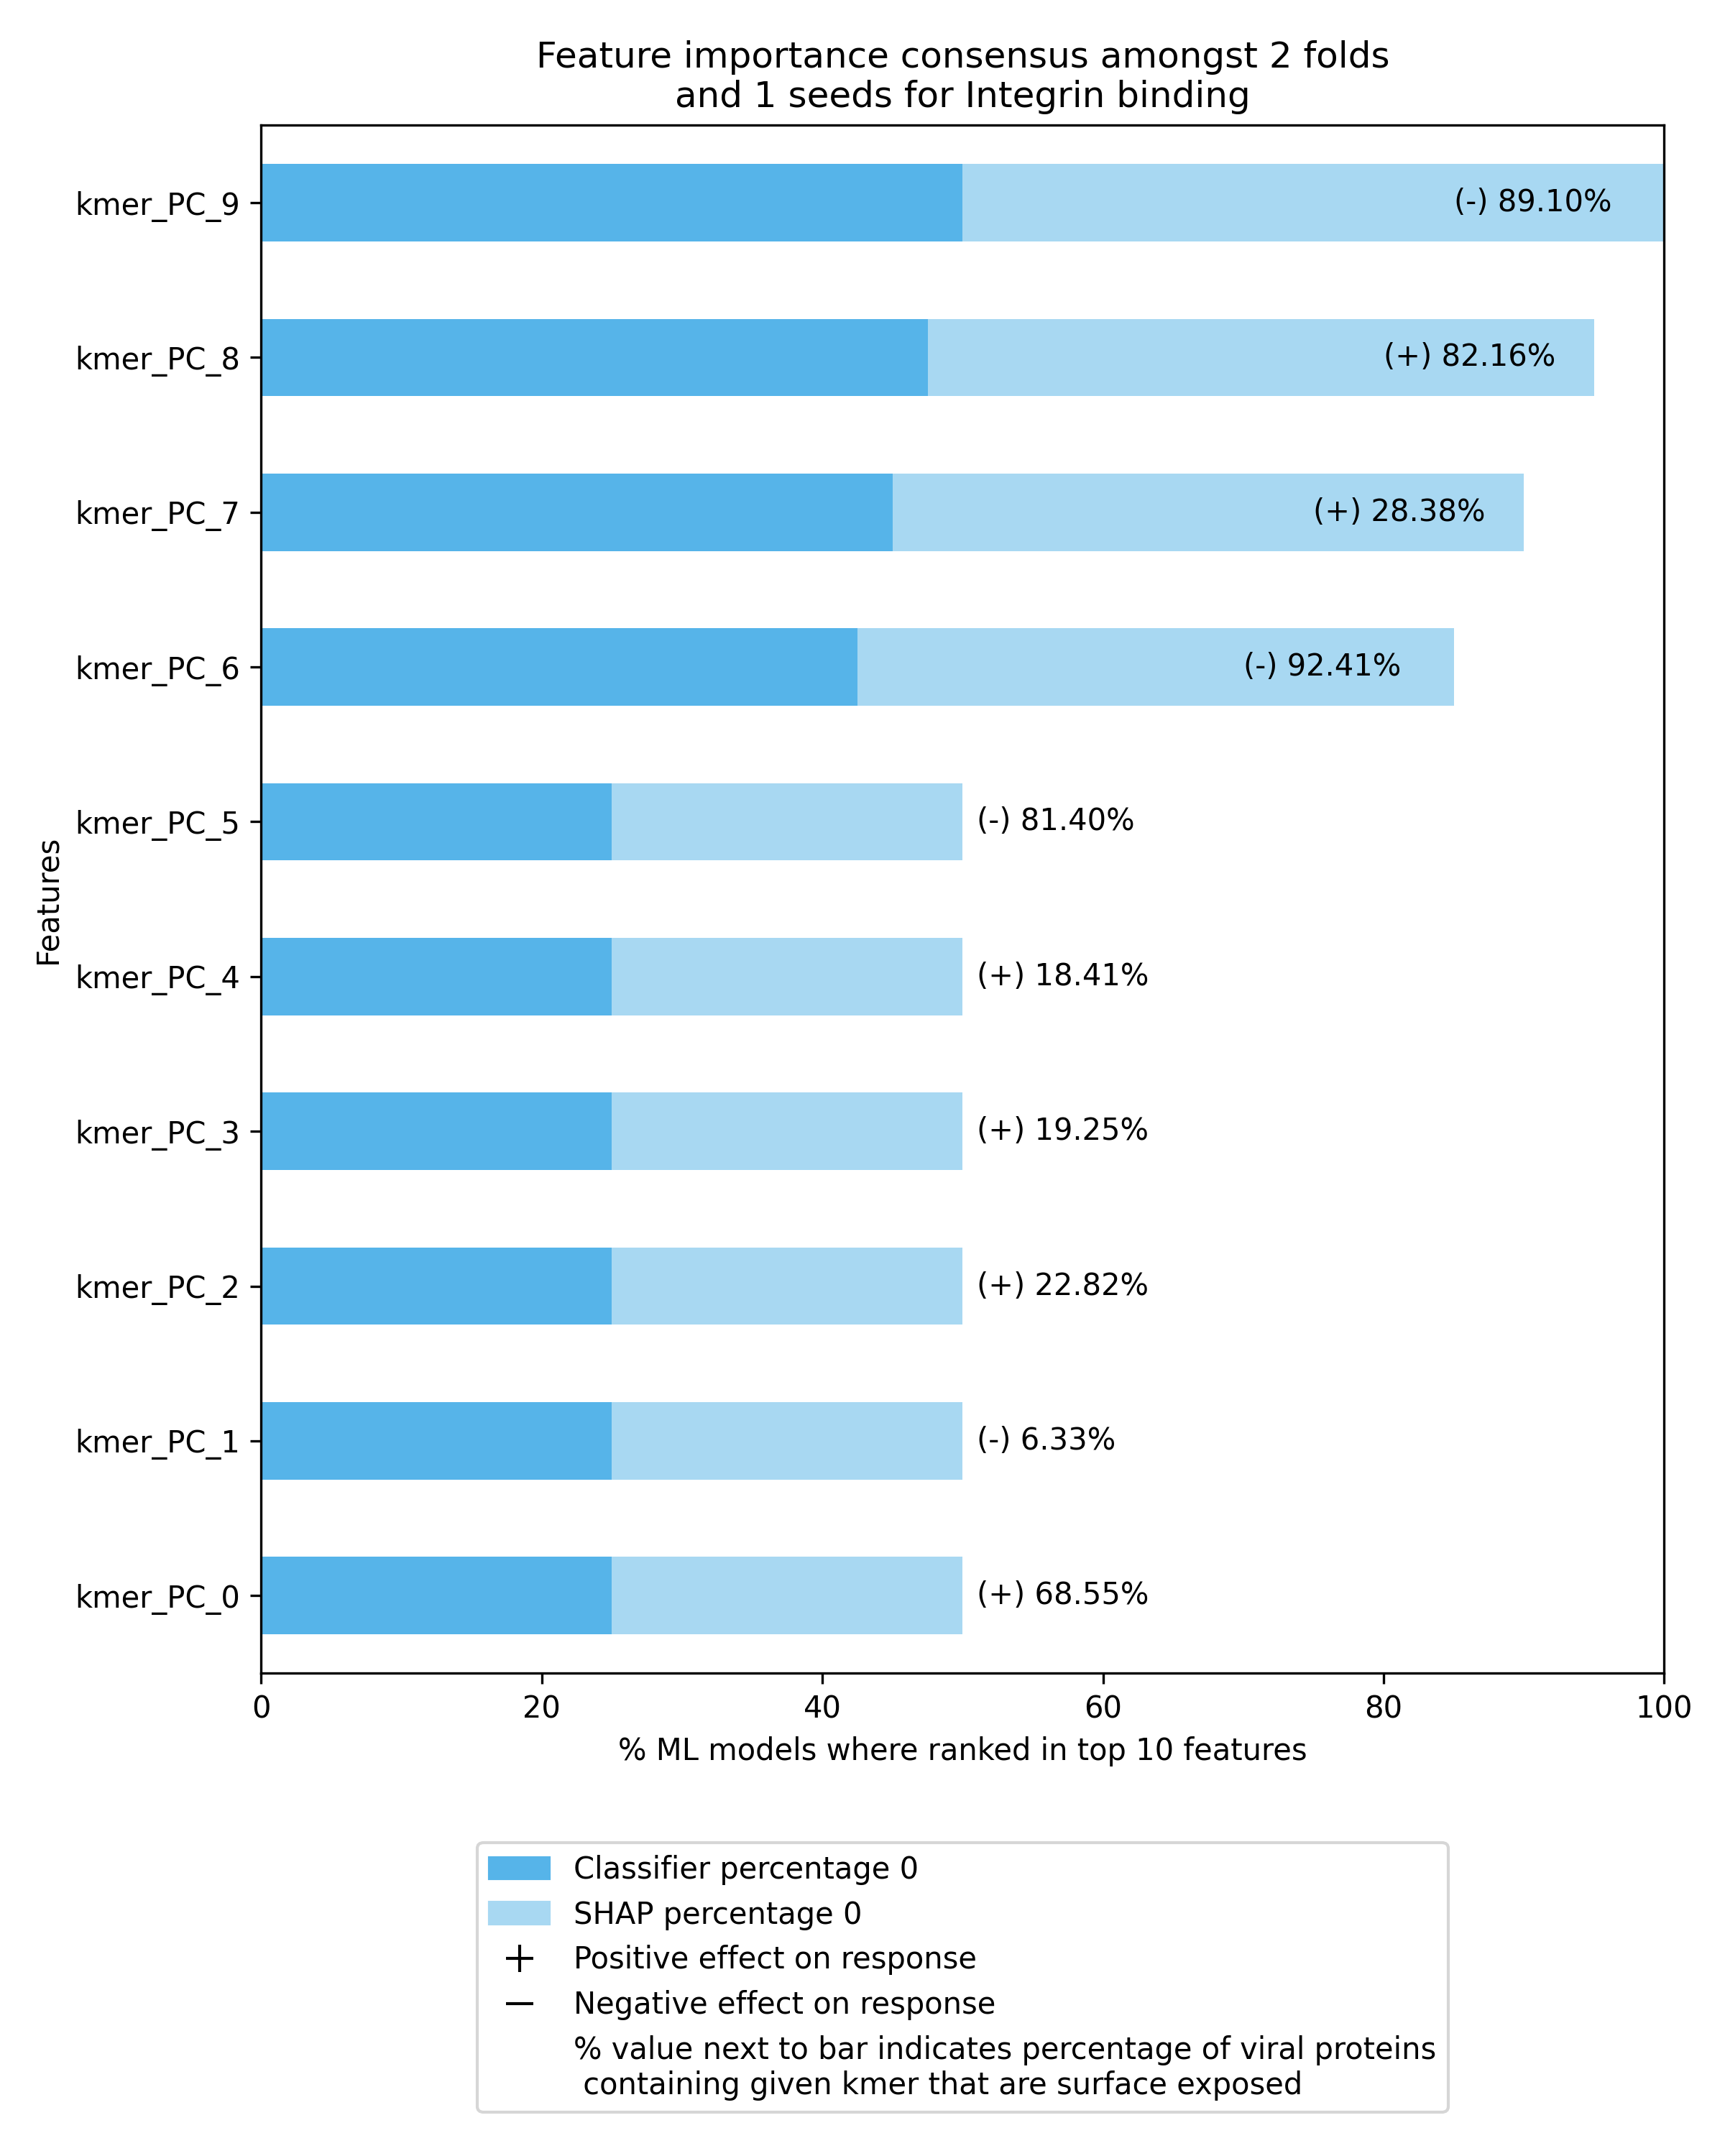 Feature importance consensus amongst 2 folds
and 1 seeds for Integrin binding
kmer_PC_9
(-) 89.10%
kmer_PC_8
(+) 82.16%
kmer_PC_7
(+) 28.38%
kmer_PC_6
(-) 92.41%
kmer_PC_5
(-) 81.40%
kmer_PC_4
(+) 18.41%
kmer_PC_3
(+) 19.25%
kmer_PC_2
(+) 22.82%
kmer_PC_1
(-) 6.33%
kmer_PC_0
(+) 68.55%
Features
0 20 40 60 80 100
% ML models where ranked in top 10 features
Classifier percentage 0
SHAP percentage 0
+ Positive effect on response
− Negative effect on response
% value next to bar indicates percentage of viral proteins
containing given kmer that are surface exposed